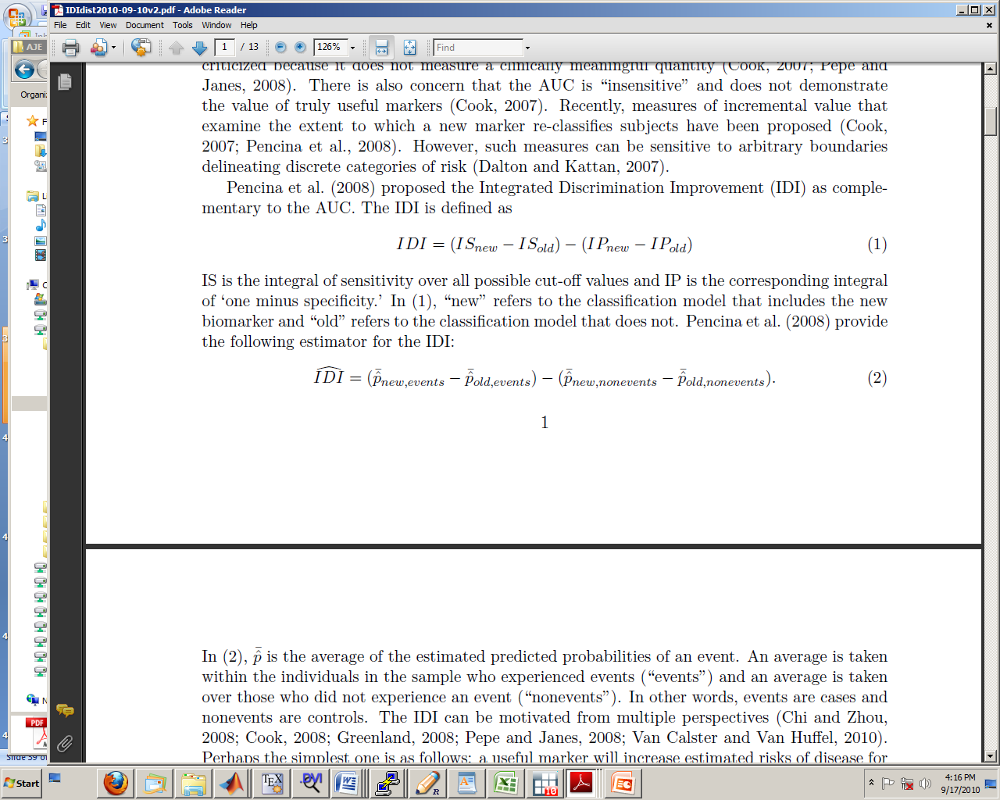 IDIdist2010-09-10v2.pdf - Adobe Reader
File Edit View Document Tools Window Help
1 / 13 126% Find
AJE
Organi
criticized because it does not measure a clinically meaningful quantity (Cook, 2007; Pepe and
Janes, 2008). There is also concern that the AUC is “insensitive” and does not demonstrate
the value of truly useful markers (Cook, 2007). Recently, measures of incremental value that
examine the extent to which a new marker re-classifies subjects have been proposed (Cook,
2007; Pencina et al., 2008). However, such measures can be sensitive to arbitrary boundaries
delineating discrete categories of risk (Dalton and Kattan, 2007).
Pencina et al. (2008) proposed the Integrated Discrimination Improvement (IDI) as comple-
mentary to the AUC. The IDI is defined as
IDI = (IS_new − IS_old) − (IP_new − IP_old) (1)
IS is the integral of sensitivity over all possible cut-off values and IP is the corresponding integral
of ‘one minus specificity.’ In (1), “new” refers to the classification model that includes the new
biomarker and “old” refers to the classification model that does not. Pencina et al. (2008) provide
the following estimator for the IDI:
\widehat{IDI} = (\bar{\hat{p}}_{new,events} − \bar{\hat{p}}_{old,events}) − (\bar{\hat{p}}_{new,nonevents} − \bar{\hat{p}}_{old,nonevents}). (2)
1
In (2), \bar{\hat{p}} is the average of the estimated predicted probabilities of an event. An average is taken
within the individuals in the sample who experienced events (“events”) and an average is taken
over those who did not experience an event (“nonevents”). In other words, events are cases and
nonevents are controls. The IDI can be motivated from multiple perspectives (Chi and Zhou,
2008; Cook, 2008; Greenland, 2008; Pepe and Janes, 2008; Van Calster and Van Huffel, 2010).
Perhaps the simplest one is as follows: a useful marker will increase estimated risks of disease for
PDF
Slide 39 of
Start
TEX
DVI
R
10
4:16 PM
9/17/2010